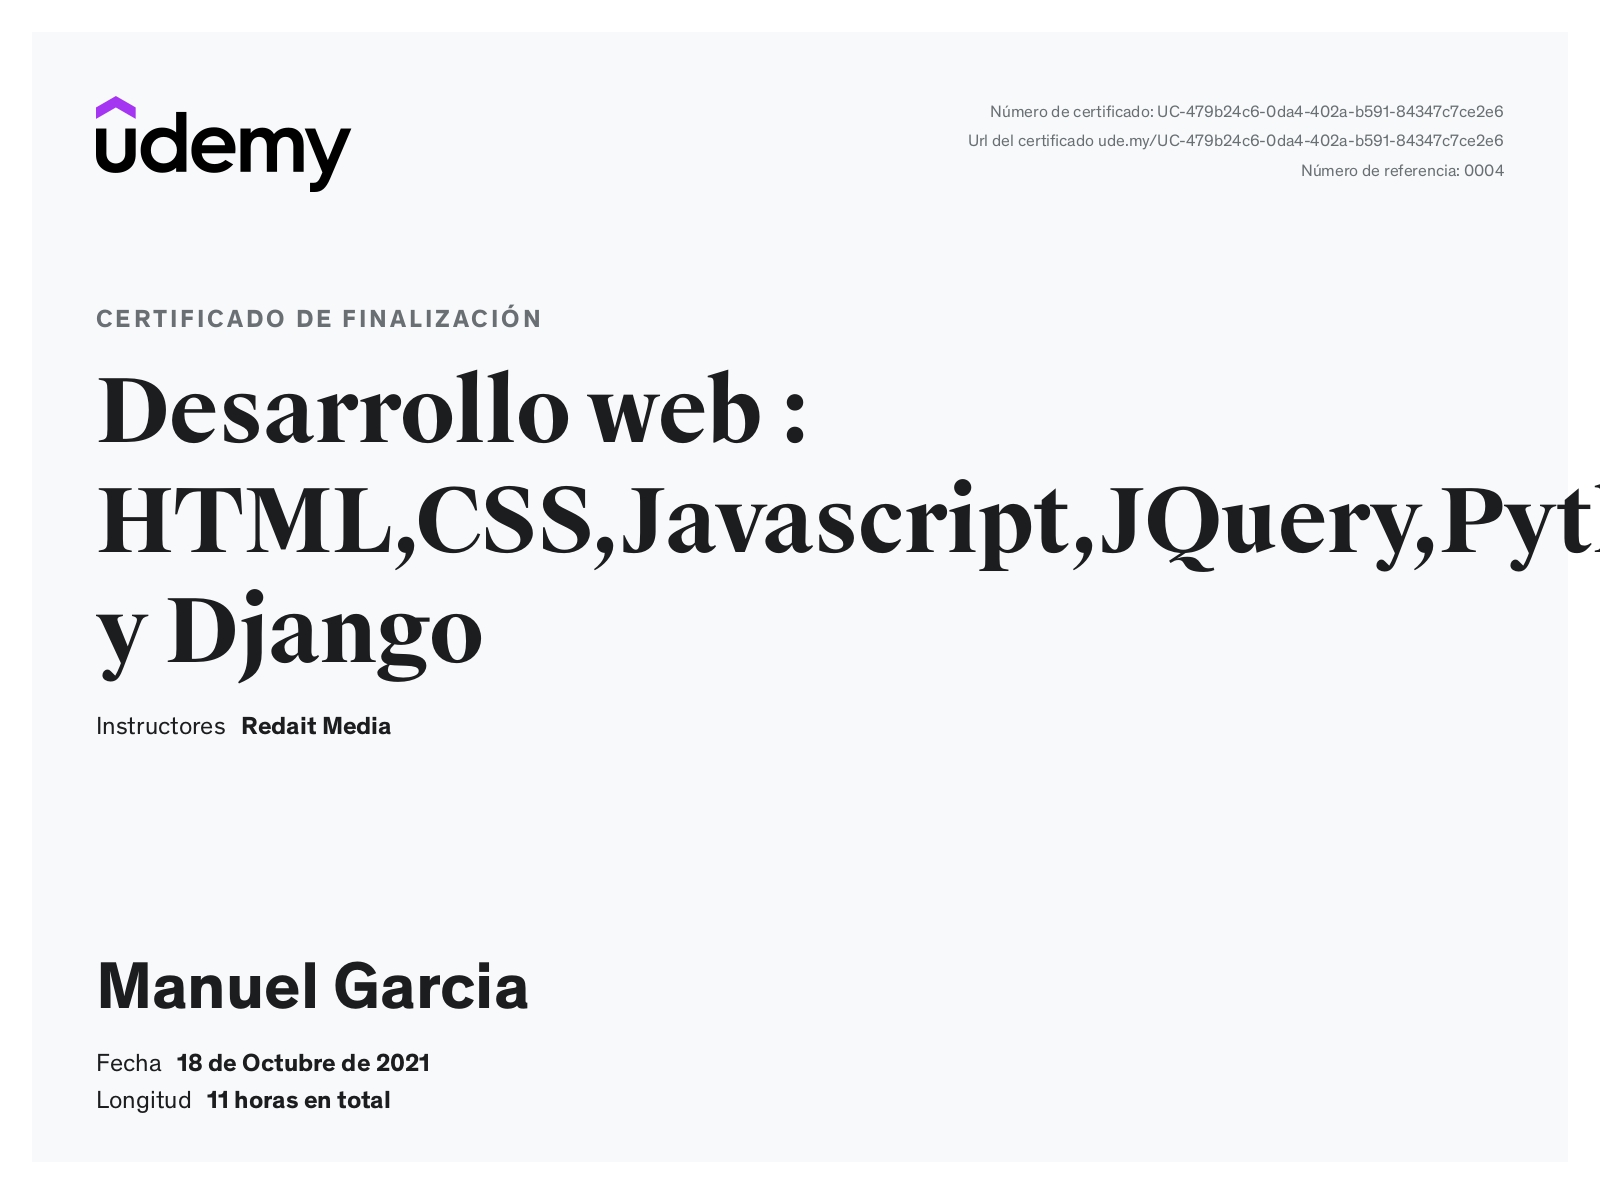 udemy
Número de certificado: UC-479b24c6-0da4-402a-b591-84347c7ce2e6
Url del certificado ude.my/UC-479b24c6-0da4-402a-b591-84347c7ce2e6
Número de referencia: 0004
CERTIFICADO DE FINALIZACIÓN
Desarrollo web :
HTML,CSS,Javascript,JQuery,Pyt
y Django
Instructores Redait Media
Manuel Garcia
Fecha 18 de Octubre de 2021
Longitud 11 horas en total